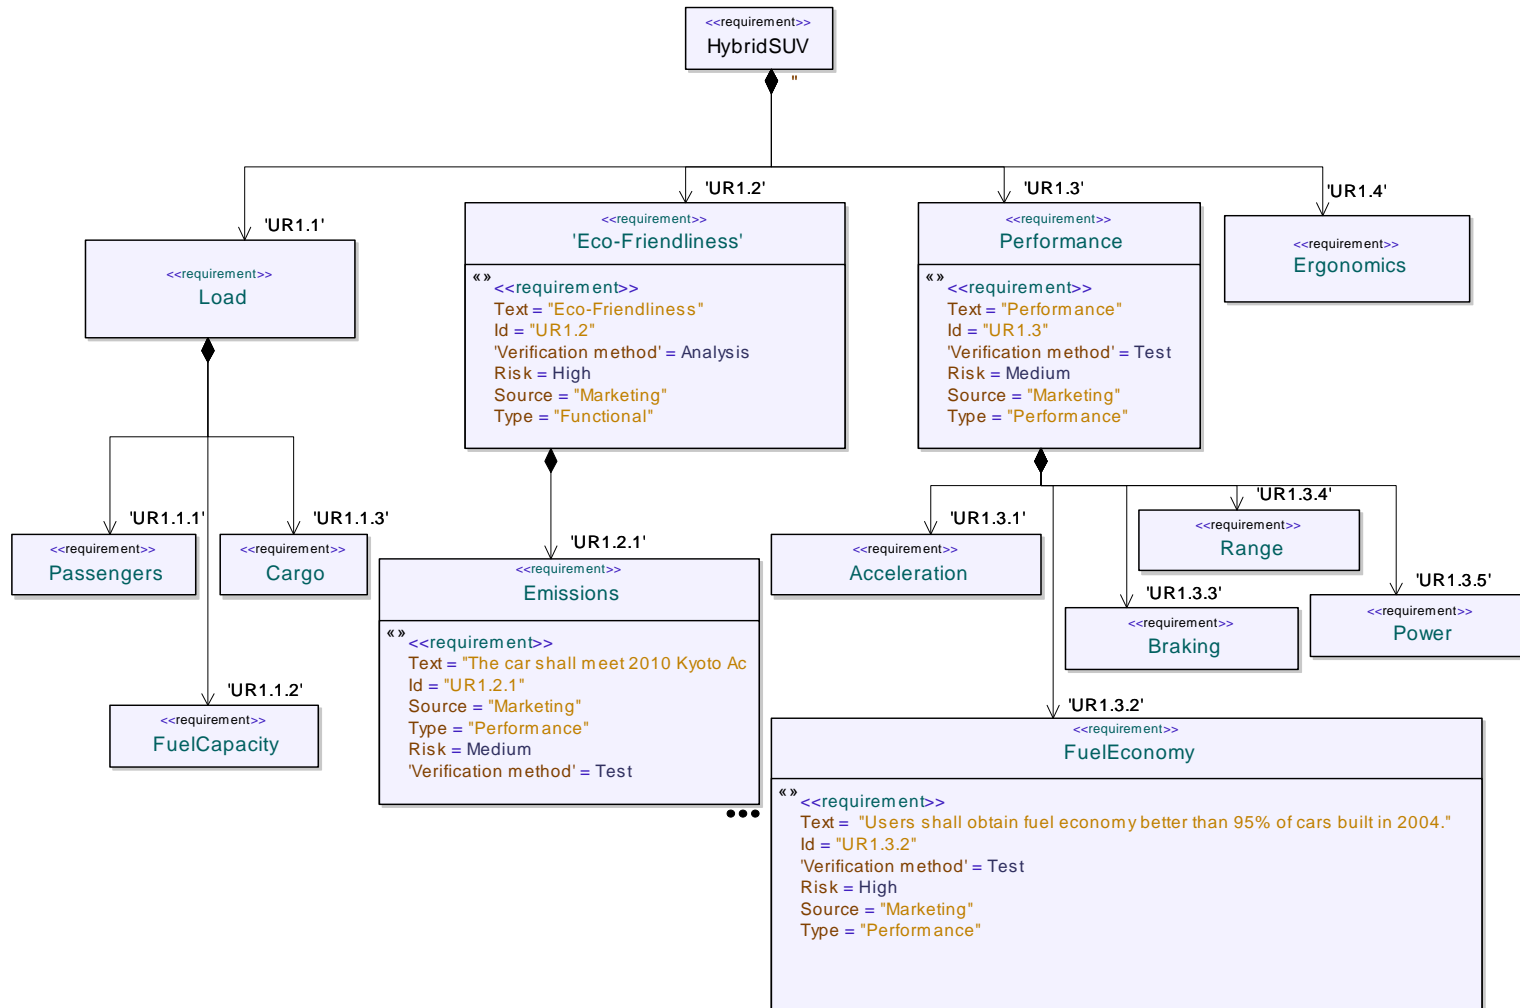 <<requirement>>
HybridSUV
"
'UR1.1'
'UR1.2'
'UR1.3'
'UR1.4'
<<requirement>>
Load
<<requirement>>
'Eco-Friendliness'
«»
<<requirement>>
Text = "Eco-Friendliness"
Id = "UR1.2"
'Verification method' = Analysis
Risk = High
Source = "Marketing"
Type = "Functional"
<<requirement>>
Performance
«»
<<requirement>>
Text = "Performance"
Id = "UR1.3"
'Verification method' = Test
Risk = Medium
Source = "Marketing"
Type = "Performance"
<<requirement>>
Ergonomics
'UR1.1.1'
<<requirement>>
Passengers
'UR1.1.3'
<<requirement>>
Cargo
'UR1.1.2'
<<requirement>>
FuelCapacity
'UR1.2.1'
<<requirement>>
Emissions
«»
<<requirement>>
Text = "The car shall meet 2010 Kyoto Ac
Id = "UR1.2.1"
Source = "Marketing"
Type = "Performance"
Risk = Medium
'Verification method' = Test
'UR1.3.1'
<<requirement>>
Acceleration
'UR1.3.4'
<<requirement>>
Range
'UR1.3.3'
<<requirement>>
Braking
'UR1.3.5'
<<requirement>>
Power
'UR1.3.2'
<<requirement>>
FuelEconomy
«»
<<requirement>>
Text = "Users shall obtain fuel economy better than 95% of cars built in 2004."
Id = "UR1.3.2"
'Verification method' = Test
Risk = High
Source = "Marketing"
Type = "Performance"